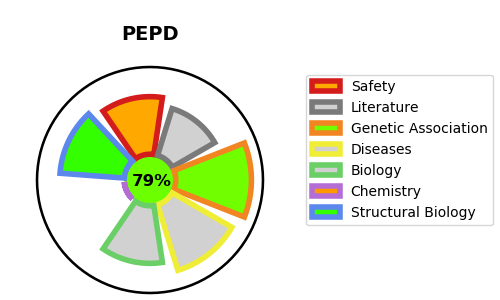 PEPD
79%
Safety
Literature
Genetic Association
Diseases
Biology
Chemistry
Structural Biology